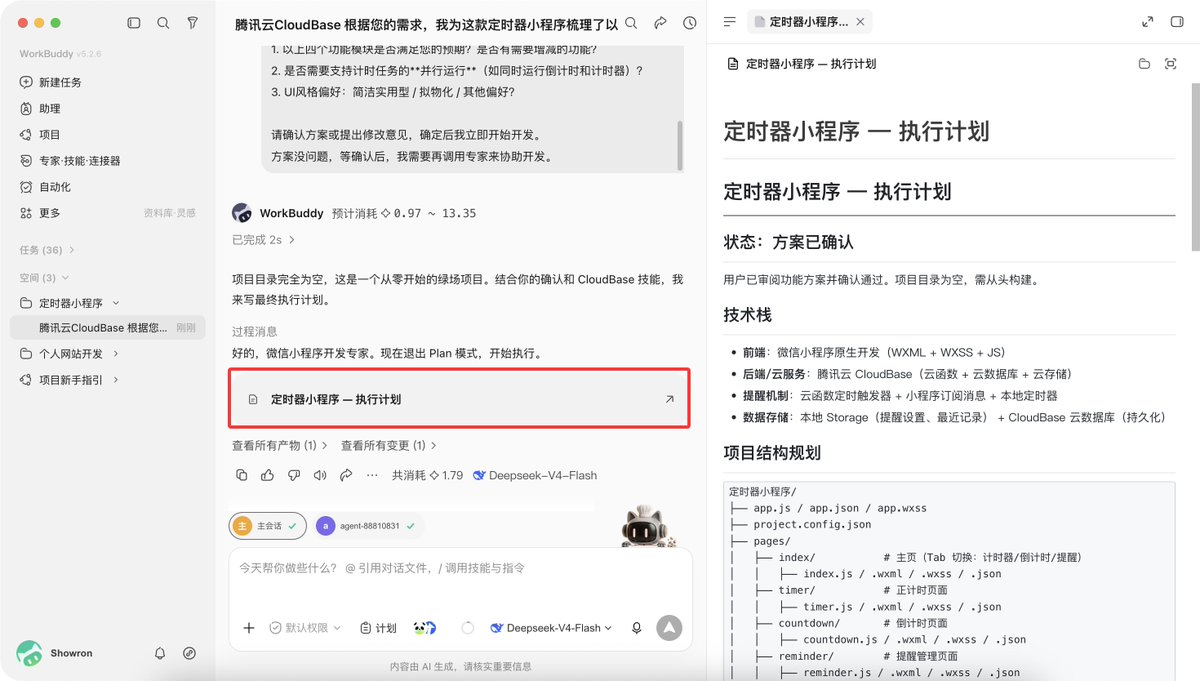 WorkBuddy v5.2.6
新建任务
助理
项目
专家·技能·连接器
自动化
更多
资料库·灵感
任务 (36)
空间 (3)
定时器小程序
腾讯云CloudBase 根据您... 刚刚
个人网站开发
项目新手指引
Showron
腾讯云CloudBase 根据您的需求，我为这款定时器小程序梳理了以
1. 以上四个功能模块是否满足您的预期？是否有需要增减的功能？
2. 是否需要支持计时任务的**并行运行**（如同时运行倒计时和计时器）？
3. UI风格偏好：简洁实用型 / 拟物化 / 其他偏好？
请确认方案或提出修改意见，确定后我立即开始开发。
方案没问题，等确认后，我需要再调用专家来协助开发。
WorkBuddy 预计消耗 0.97 ~ 13.35
已完成 2s
项目目录完全为空，这是一个从零开始的绿场项目。结合你的确认和 CloudBase 技能，我
来写最终执行计划。
过程消息
好的，微信小程序开发专家。现在退出 Plan 模式，开始执行。
定时器小程序 — 执行计划
查看所有产物 (1) 查看所有变更 (1)
共消耗 1.79 Deepseek-V4-Flash
主 主会话 a agent-88810831
今天帮你做些什么？ @ 引用对话文件，/ 调用技能与指令
默认权限 计划 Deepseek-V4-Flash
内容由 AI 生成，请核实重要信息
定时器小程序...
定时器小程序 — 执行计划
定时器小程序 — 执行计划
定时器小程序 — 执行计划
状态：方案已确认
用户已审阅功能方案并确认通过。项目目录为空，需从头构建。
技术栈
• 前端：微信小程序原生开发（WXML + WXSS + JS）
• 后端/云服务：腾讯云 CloudBase（云函数 + 云数据库 + 云存储）
• 提醒机制：云函数定时触发器 + 小程序订阅消息 + 本地定时器
• 数据存储：本地 Storage（提醒设置、最近记录） + CloudBase 云数据库（持久化）
项目结构规划
定时器小程序/
├── app.js / app.json / app.wxss
├── project.config.json
├── pages/
│ ├── index/ # 主页（Tab 切换：计时器/倒计时/提醒）
│ │ ├── index.js / .wxml / .wxss / .json
│ ├── timer/ # 正计时页面
│ │ ├── timer.js / .wxml / .wxss / .json
│ ├── countdown/ # 倒计时页面
│ │ ├── countdown.js / .wxml / .wxss / .json
│ ├── reminder/ # 提醒管理页面
│ │ ├── reminder.js / .wxml / .wxss / .json